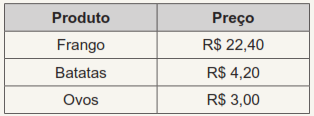 Produto Preço
Frango R$ 22,40
Batatas R$ 4,20
Ovos R$ 3,00